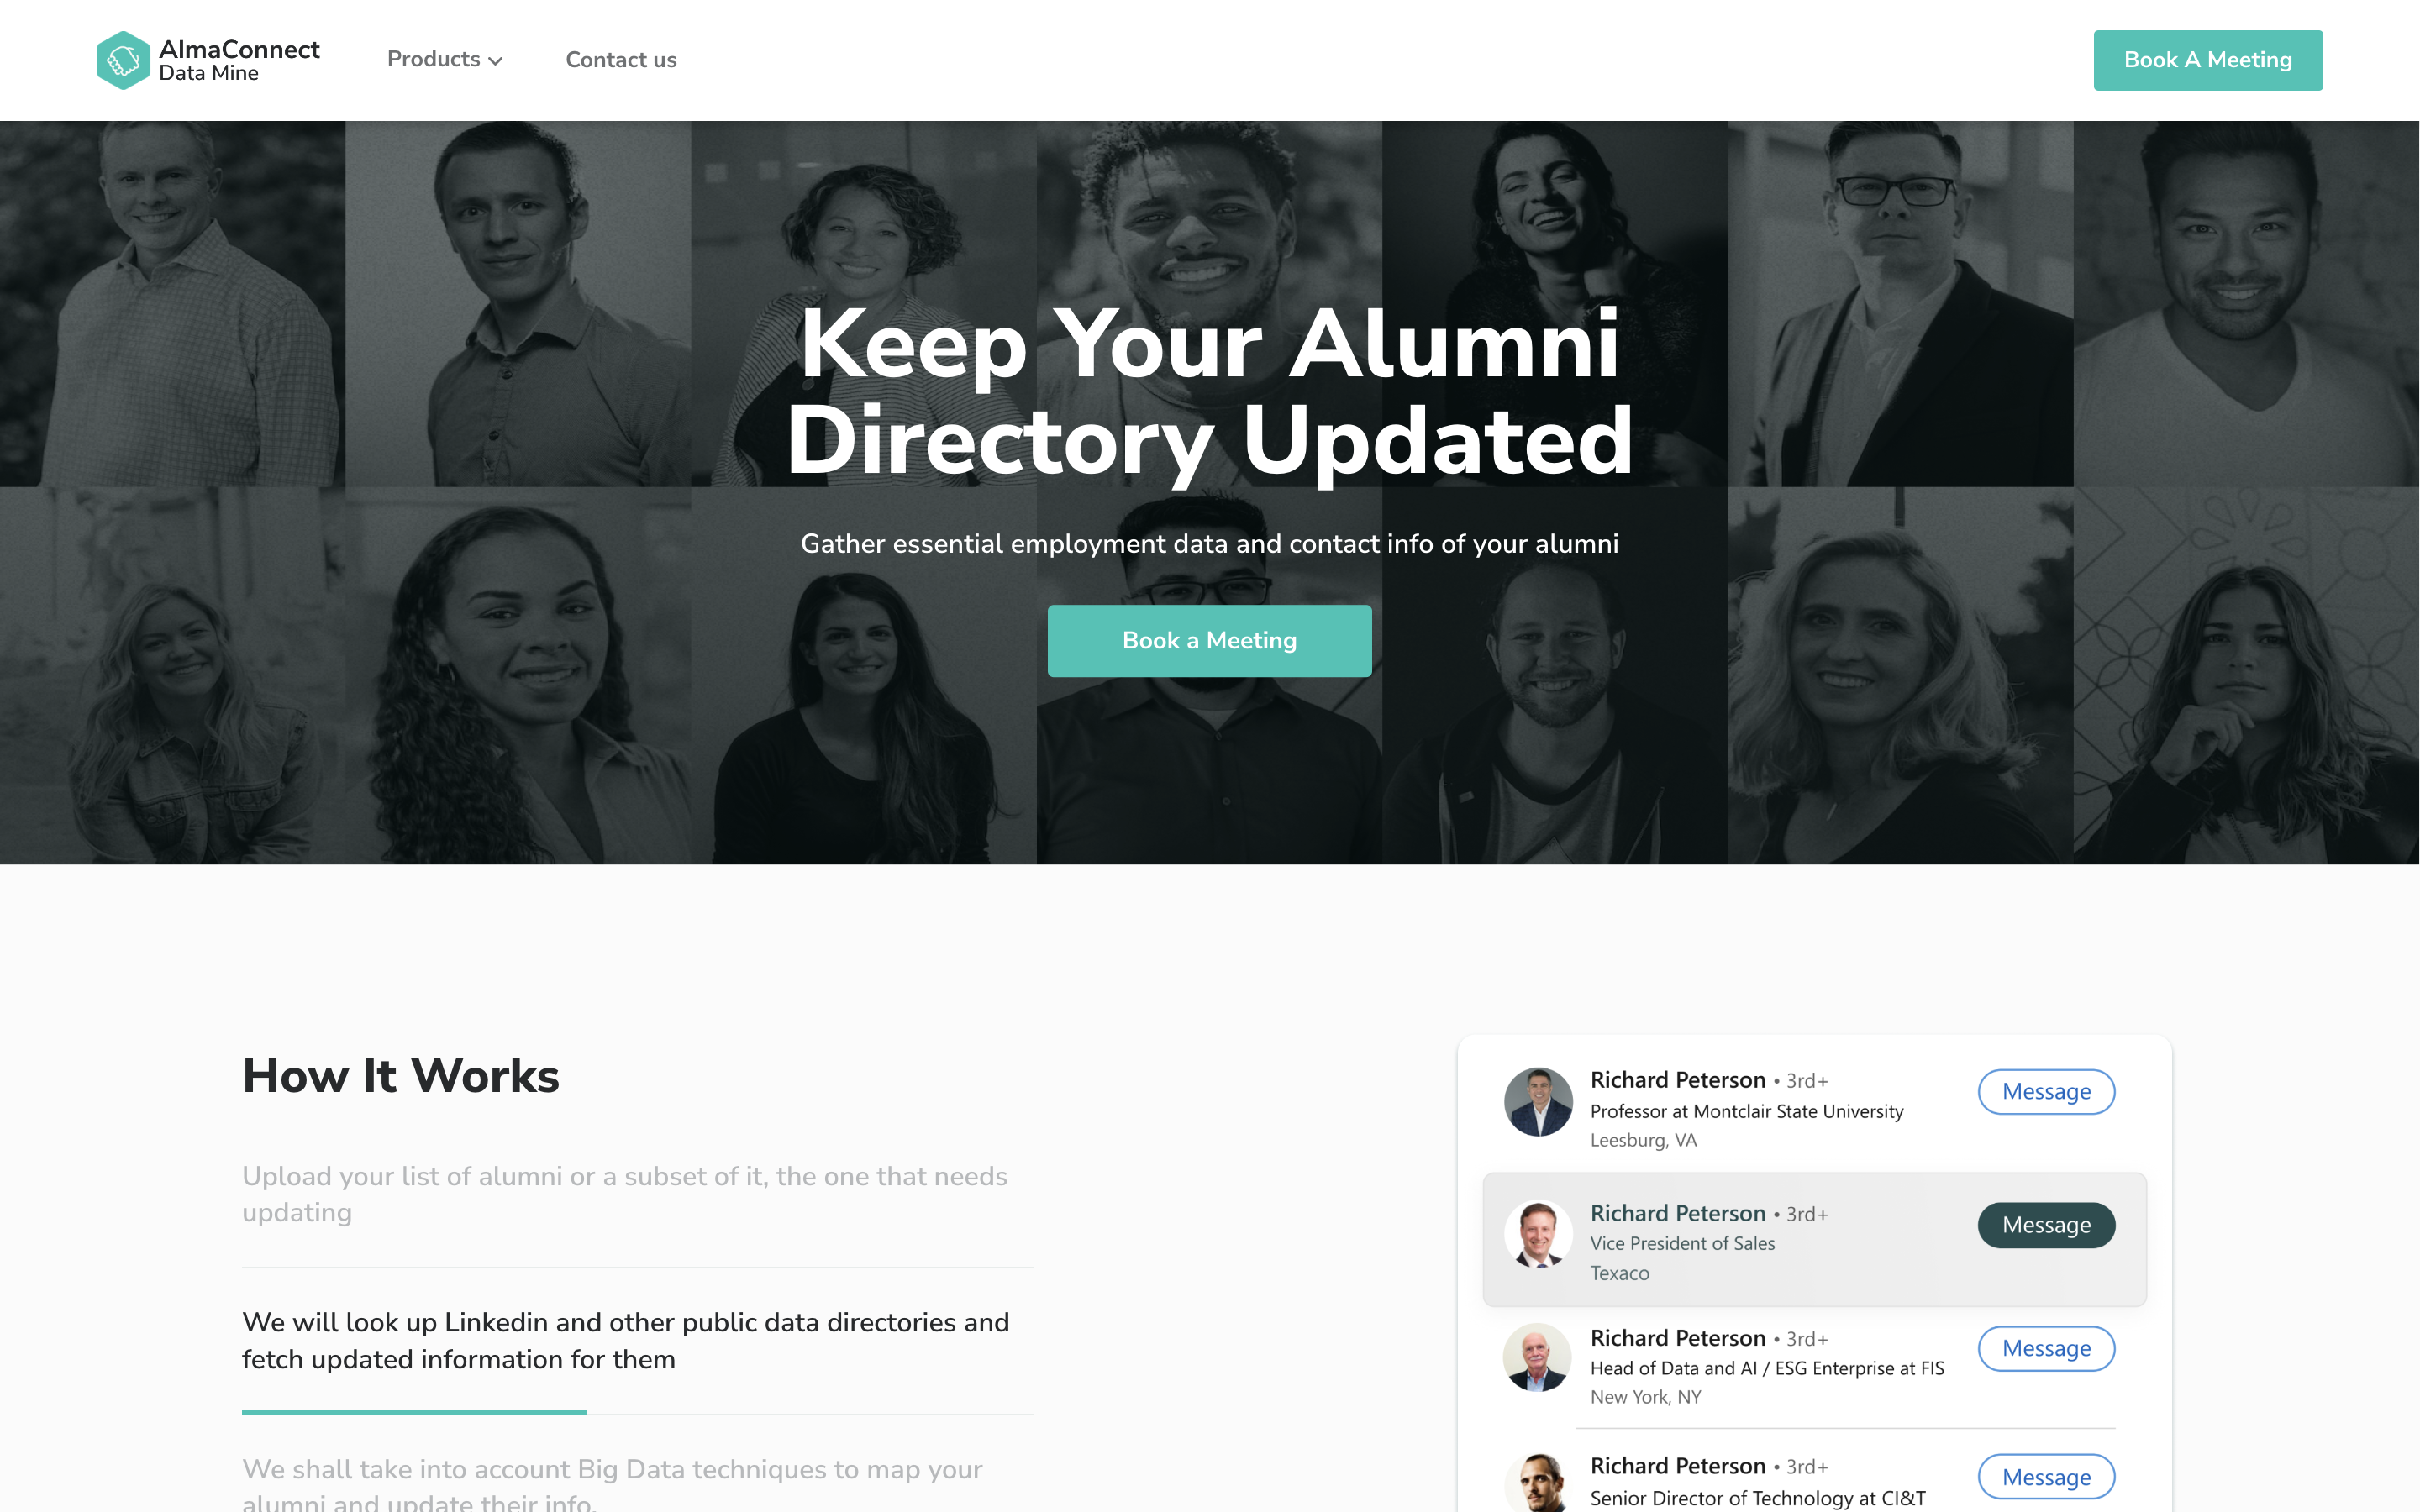 AlmaConnect
Data Mine
Products
Contact us
Book A Meeting
Keep Your Alumni
Directory Updated
Gather essential employment data and contact info of your alumni
Book a Meeting
How It Works
Upload your list of alumni or a subset of it, the one that needs
updating
We will look up Linkedin and other public data directories and
fetch updated information for them
We shall take into account Big Data techniques to map your
alumni and update their info.
Richard Peterson • 3rd+
Professor at Montclair State University
Leesburg, VA
Message
Richard Peterson • 3rd+
Vice President of Sales
Texaco
Message
Richard Peterson • 3rd+
Head of Data and AI / ESG Enterprise at FIS
New York, NY
Message
Richard Peterson • 3rd+
Senior Director of Technology at CI&T
Message